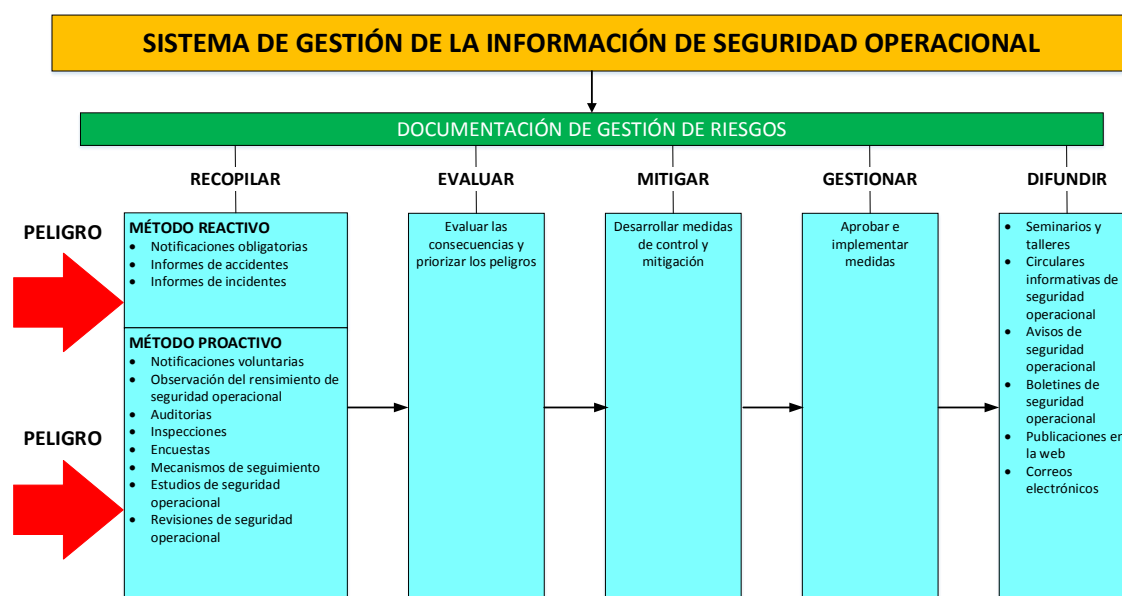 SISTEMA DE GESTIÓN DE LA INFORMACIÓN DE SEGURIDAD OPERACIONAL
DOCUMENTACIÓN DE GESTIÓN DE RIESGOS
RECOPILAR
EVALUAR
MITIGAR
GESTIONAR
DIFUNDIR
PELIGRO
MÉTODO REACTIVO
• Notificaciones obligatorias
• Informes de accidentes
• Informes de incidentes
PELIGRO
MÉTODO PROACTIVO
• Notificaciones voluntarias
• Observación del rensimiento de
seguridad operacional
• Auditorias
• Inspecciones
• Encuestas
• Mecanismos de seguimiento
• Estudios de seguridad
operacional
• Revisiones de seguridad
operacional
Evaluar las
consecuencias y
priorizar los peligros
Desarrollar medidas
de control y
mitigación
Aprobar e
implementar
medidas
• Seminarios y
talleres
• Circulares
informativas de
seguridad
operacional
• Avisos de
seguridad
operacional
• Boletines de
seguridad
operacional
• Publicaciones en
la web
• Correos
electrónicos